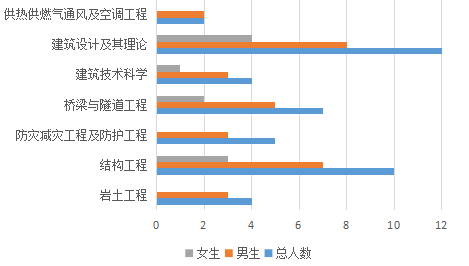 供热供燃气通风及空调工程
建筑设计及其理论
建筑技术科学
桥梁与隧道工程
防灾减灾工程及防护工程
结构工程
岩土工程
0 2 4 6 8 10 12
女生 男生 总人数